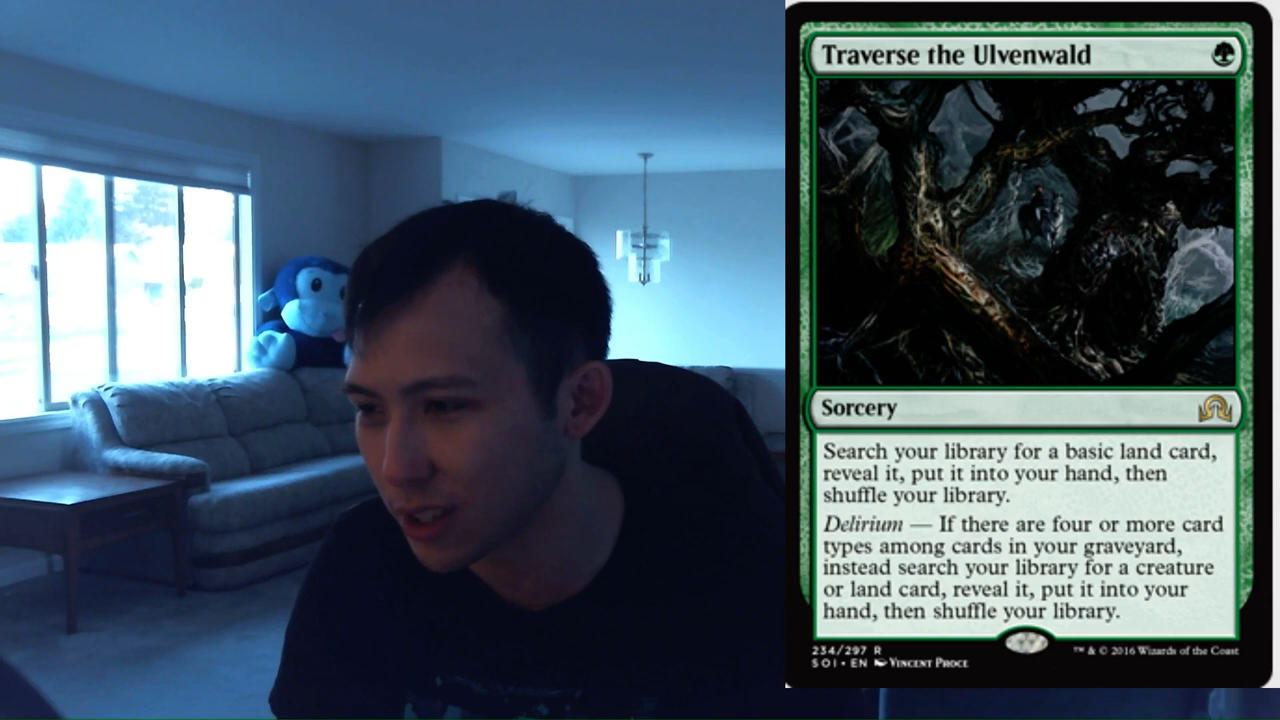 Traverse the Ulvenwald
Sorcery
Search your library for a basic land card,
reveal it, put it into your hand, then
shuffle your library.
Delirium — If there are four or more card
types among cards in your graveyard,
instead search your library for a creature
or land card, reveal it, put it into your
hand, then shuffle your library.
234/297 R
SOI • EN VINCENT PROCE
™ & © 2016 Wizards of the Coast